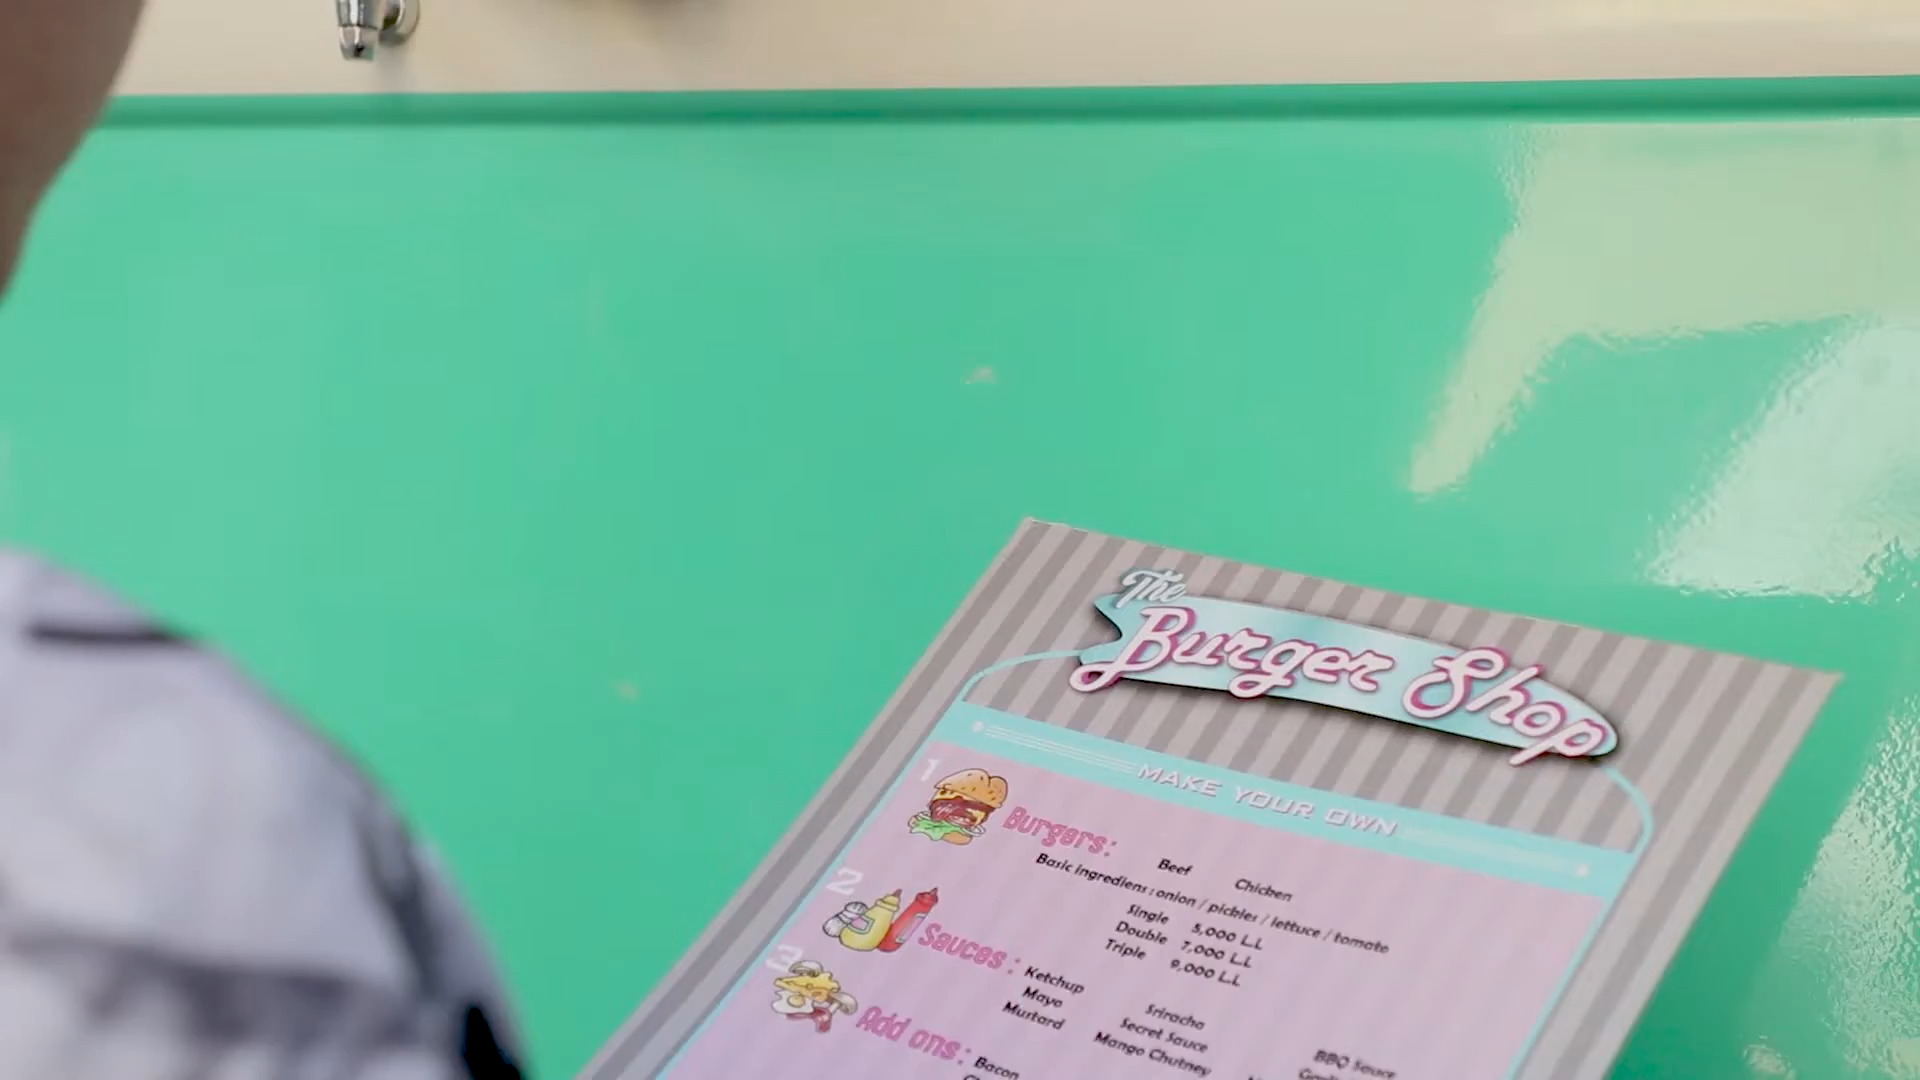 The
Burger Shop
MAKE YOUR OWN
1
Burgers:
Beef Chicken
Basic ingrediens : onion / pickles / lettuce / tomato
Single 5,000 L.L
Double 7,000 L.L
Triple 9,000 L.L
2
Sauces:
Ketchup Sriracha BBQ Sauce
Mayo Secret Sauce
Mustard Mango Chutney
3
Add ons:
Bacon